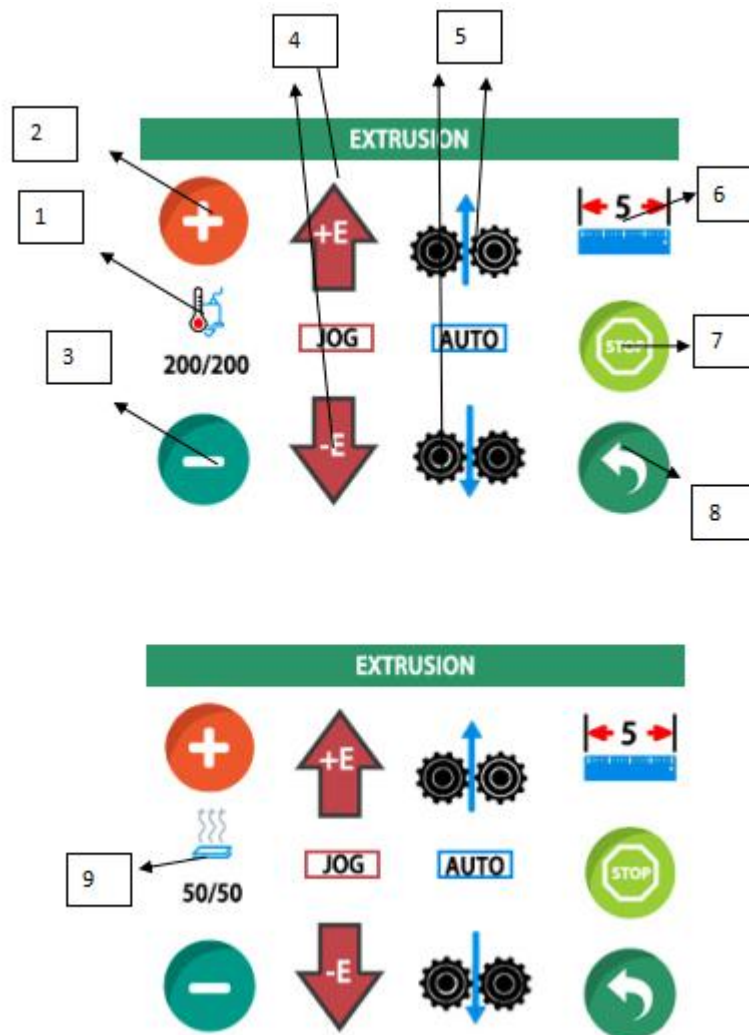 4
5
2
EXTRUSION
+E
5
6
1
200/200
JOG
AUTO
STOP
7
3
-E
8
EXTRUSION
+E
5
9
50/50
JOG
AUTO
STOP
-E